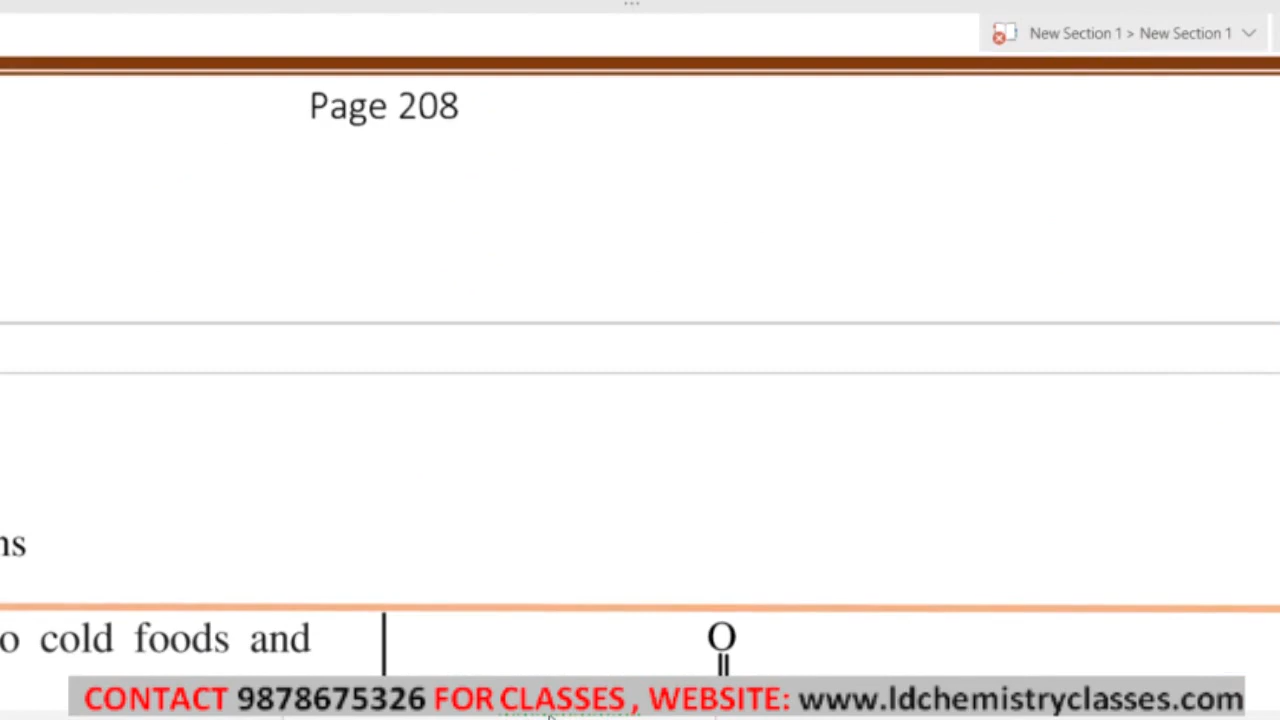 New Section 1 > New Section 1
Page 208
ns
o cold foods and
O
CONTACT 9878675326 FOR CLASSES , WEBSITE: www.ldchemistryclasses.com